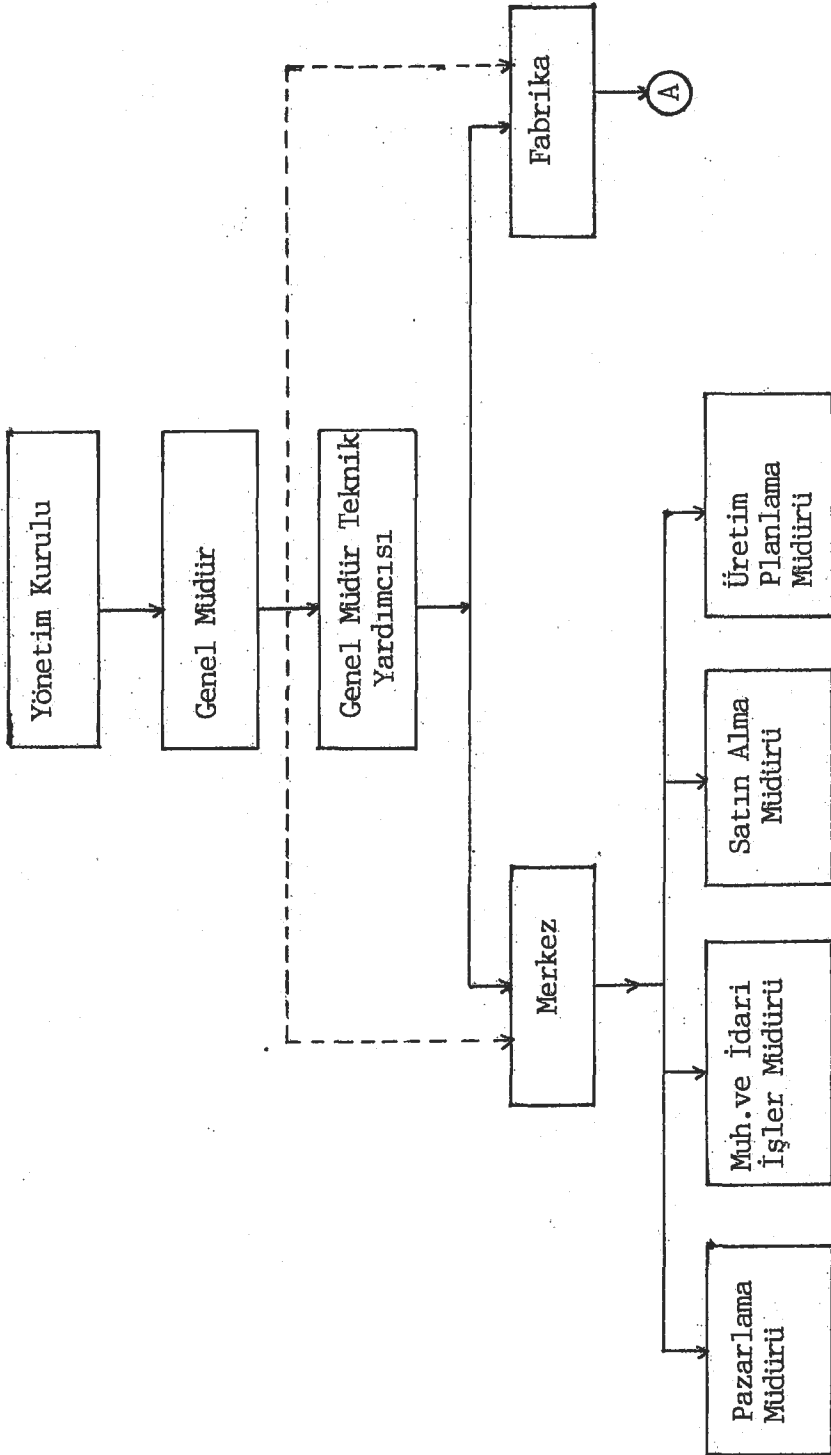 Yönetim Kurulu
Genel Müdür
Genel Müdür Teknik
Yardımcısı
Merkez
Fabrika
A
Pazarlama
Müdürü
Muh.ve İdari
İşler Müdürü
Satın Alma
Müdürü
Üretim
Planlama
Müdürü